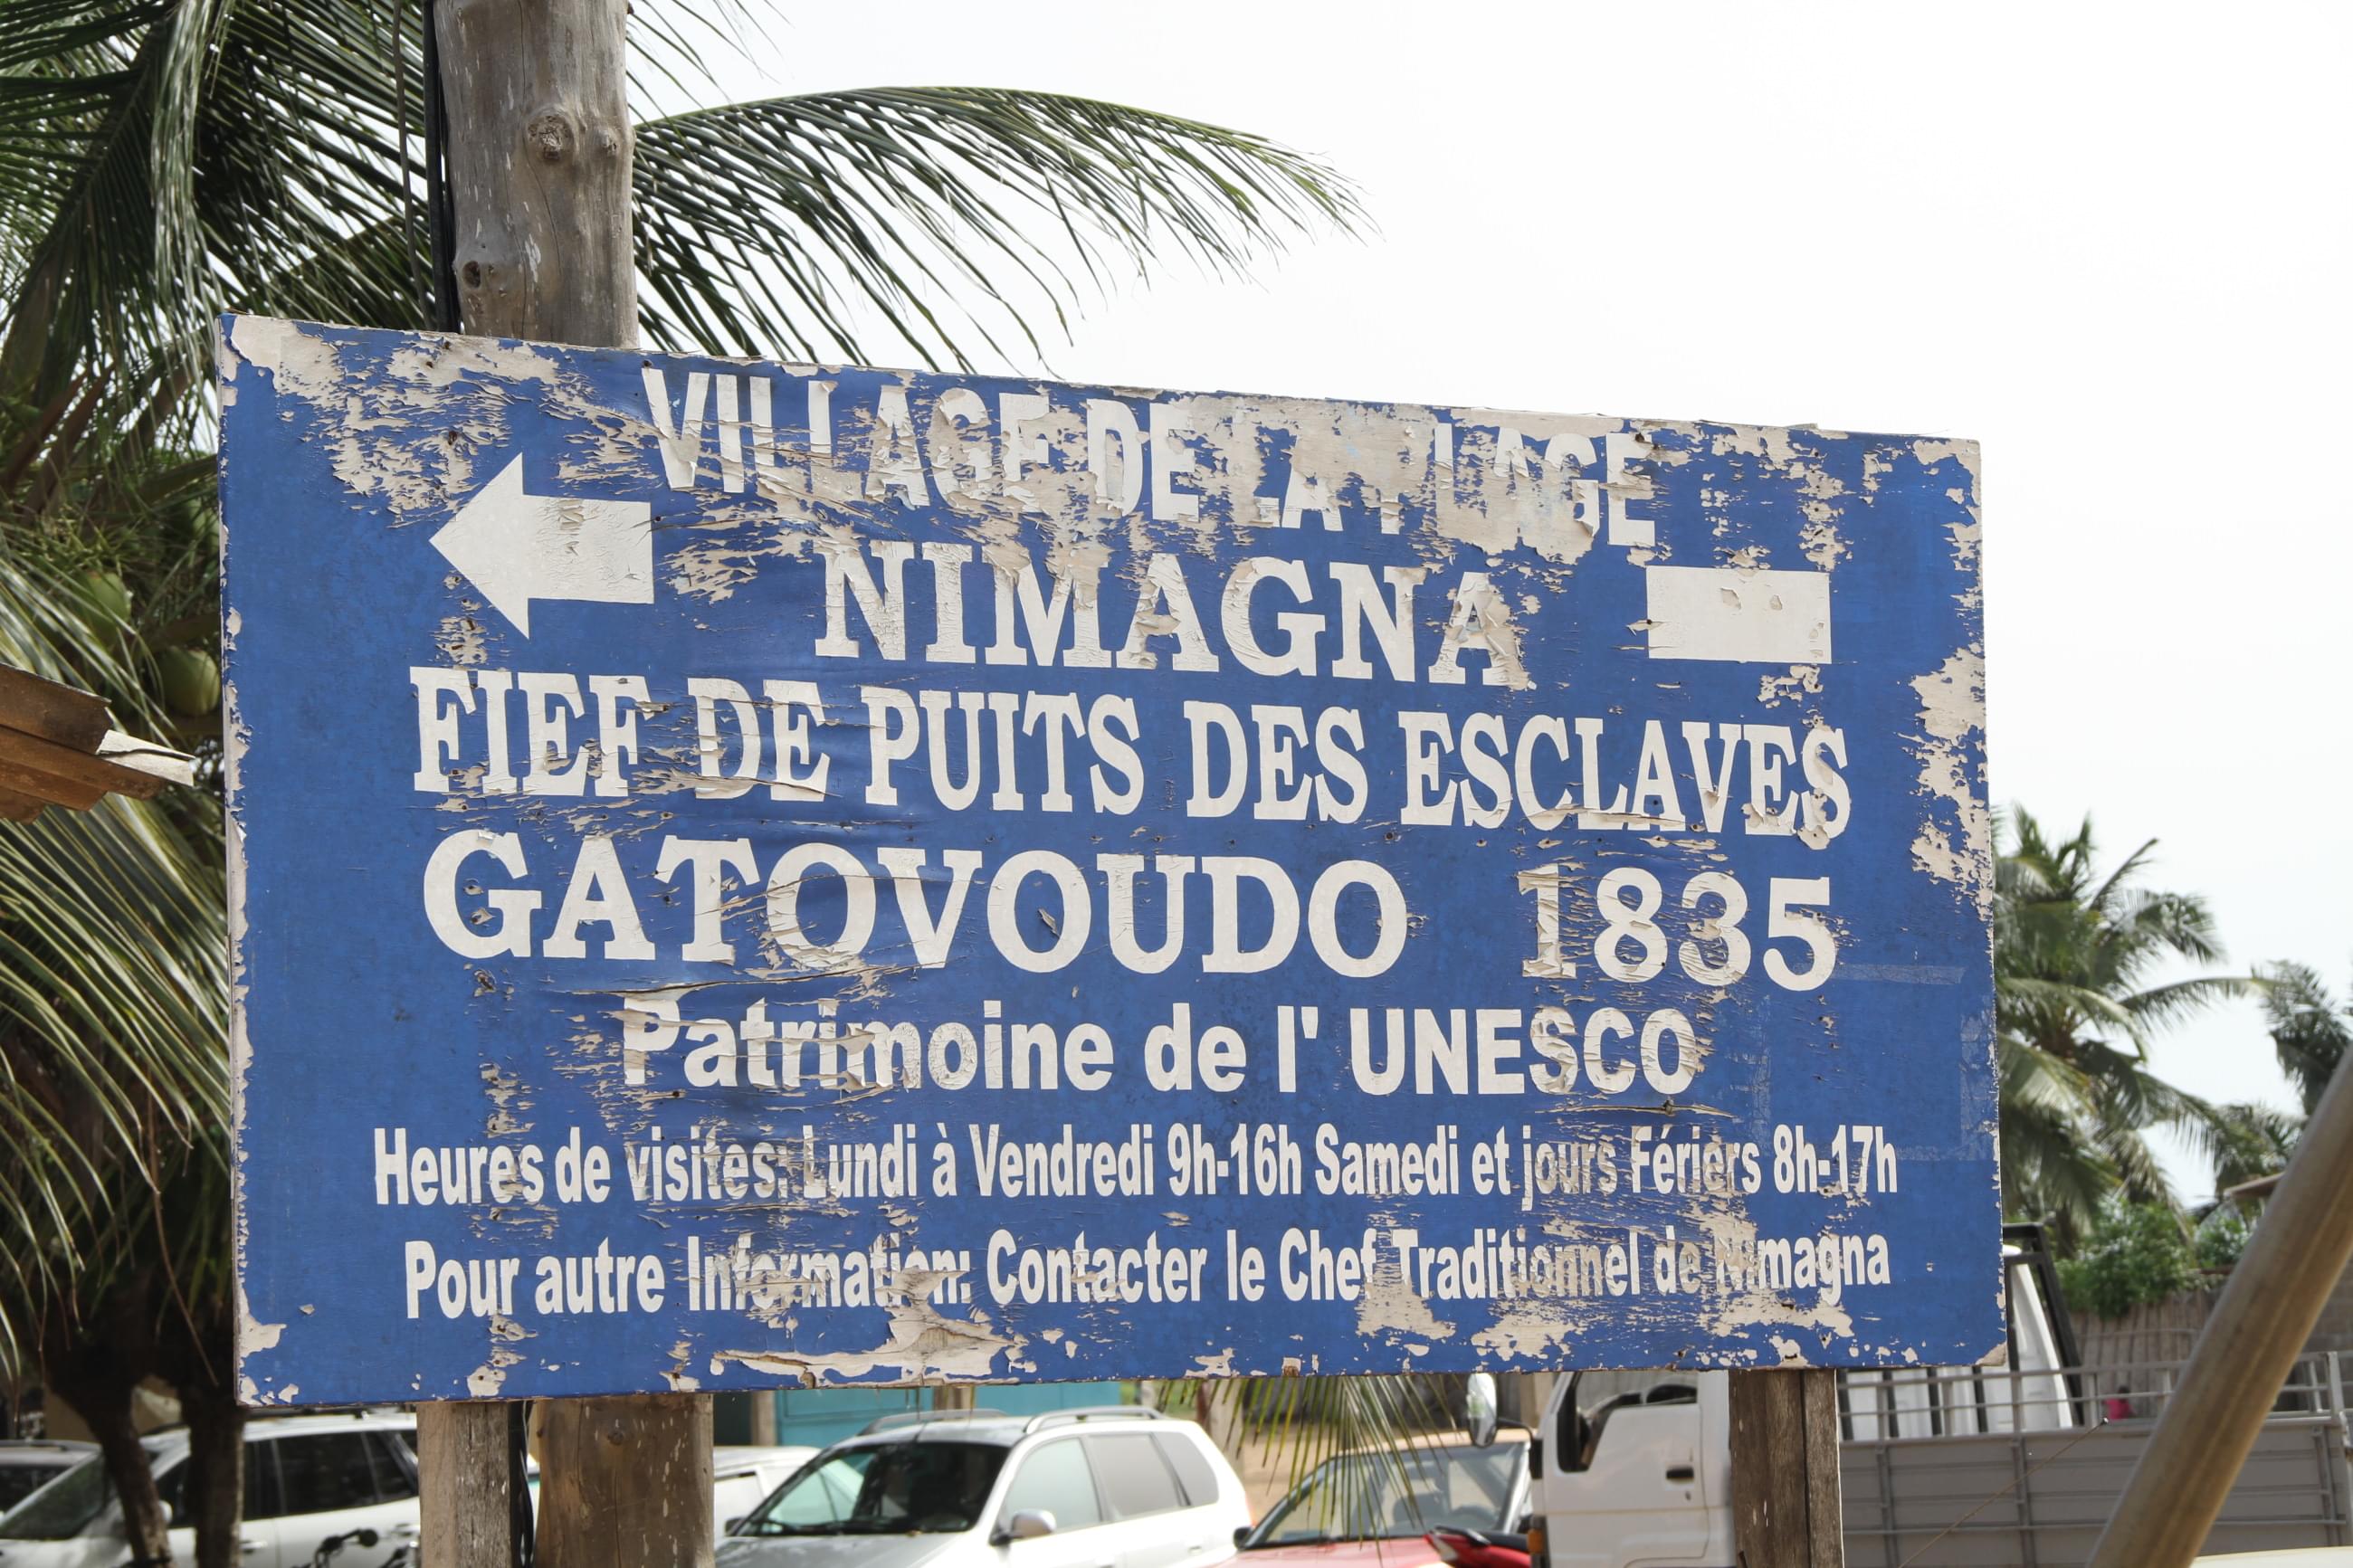 VILLAGE DE LA PLAGE
NIMAGNA
FIEF DE PUITS DES ESCLAVES
GATOVOUDO 1835
Patrimoine de l' UNESCO
Heures de visites: Lundi à Vendredi 9h-16h Samedi et jours Fériers 8h-17h
Pour autre Information: Contacter le Chef Traditionnel de Nimagna